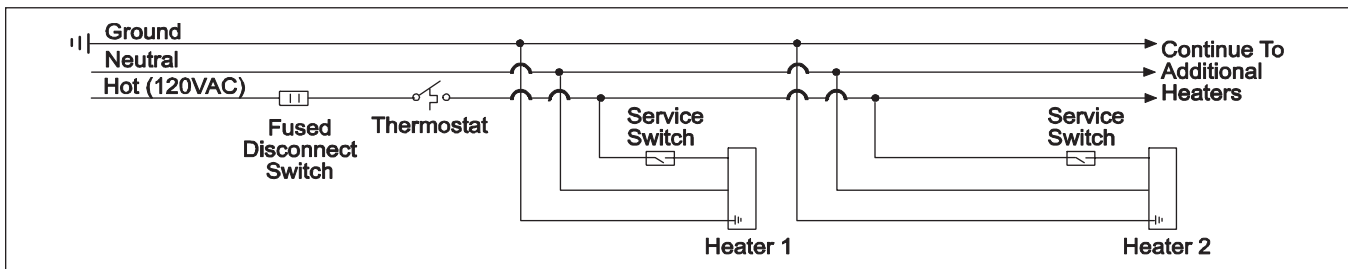 Ground
Neutral
Hot (120VAC)
Fused
Disconnect
Switch
Thermostat
Service
Switch
Heater 1
Service
Switch
Heater 2
Continue To
Additional
Heaters